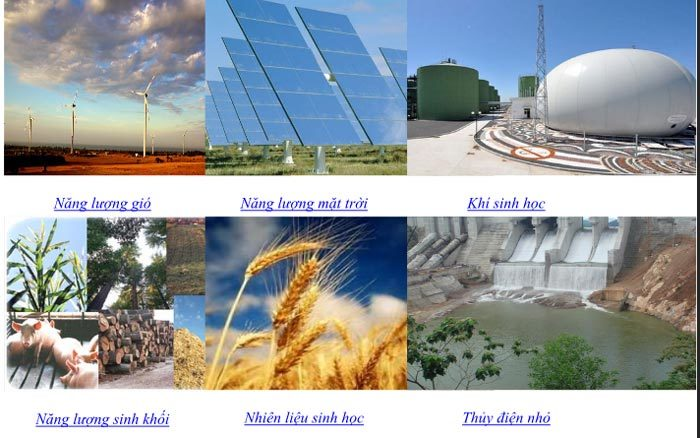 Năng lượng gió
Năng lượng mặt trời
Khí sinh học
Năng lượng sinh khối
Nhiên liệu sinh học
Thủy điện nhỏ